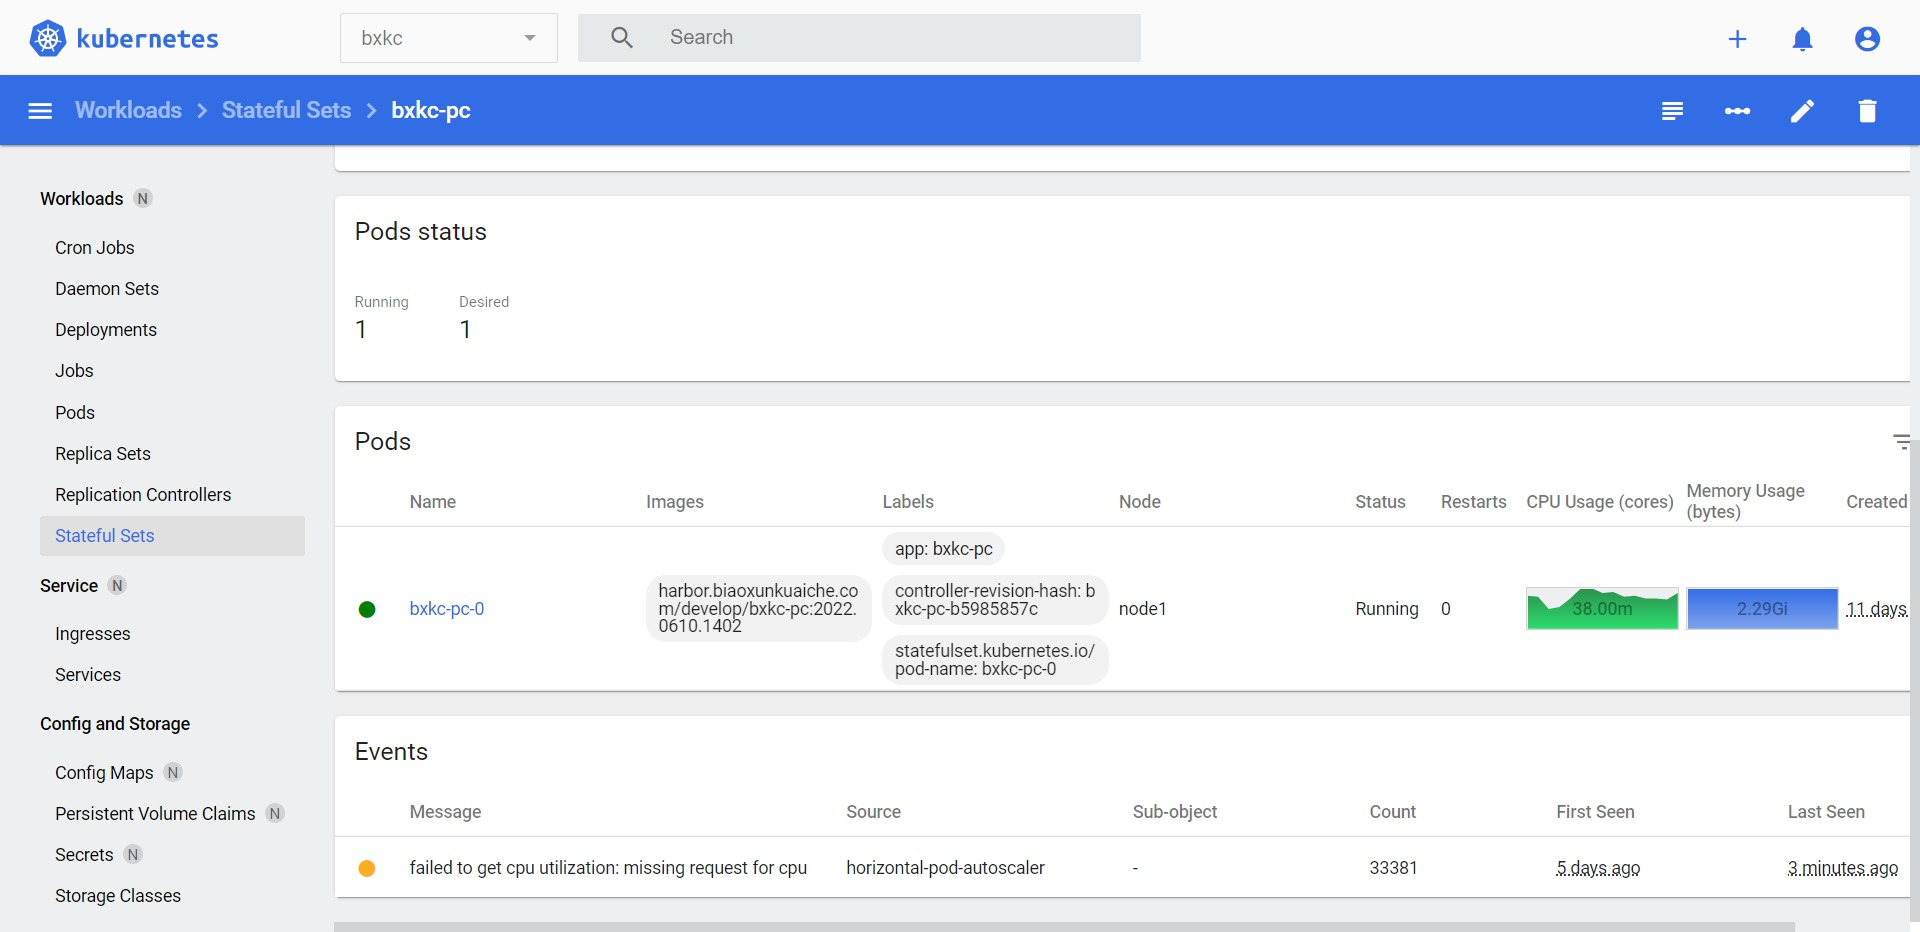 kubernetes
bxkc
Search
Workloads
Stateful Sets
bxkc-pc
Workloads N
Cron Jobs
Daemon Sets
Deployments
Jobs
Pods
Replica Sets
Replication Controllers
Stateful Sets
Service N
Ingresses
Services
Config and Storage
Config Maps N
Persistent Volume Claims N
Secrets N
Storage Classes
Pods status
Running Desired
1 1
Pods
Name Images Labels Node Status Restarts CPU Usage (cores) Memory Usage
(bytes) Created
bxkc-pc-0
harbor.biaoxunkuaiche.co
m/develop/bxkc-pc:2022.
0610.1402
app: bxkc-pc
controller-revision-hash: b
xkc-pc-b5985857c
statefulset.kubernetes.io/
pod-name: bxkc-pc-0
node1
Running
0
38.00m
2.29Gi
11 days
Events
Message Source Sub-object Count First Seen Last Seen
failed to get cpu utilization: missing request for cpu horizontal-pod-autoscaler - 33381 5 days ago 3 minutes ago